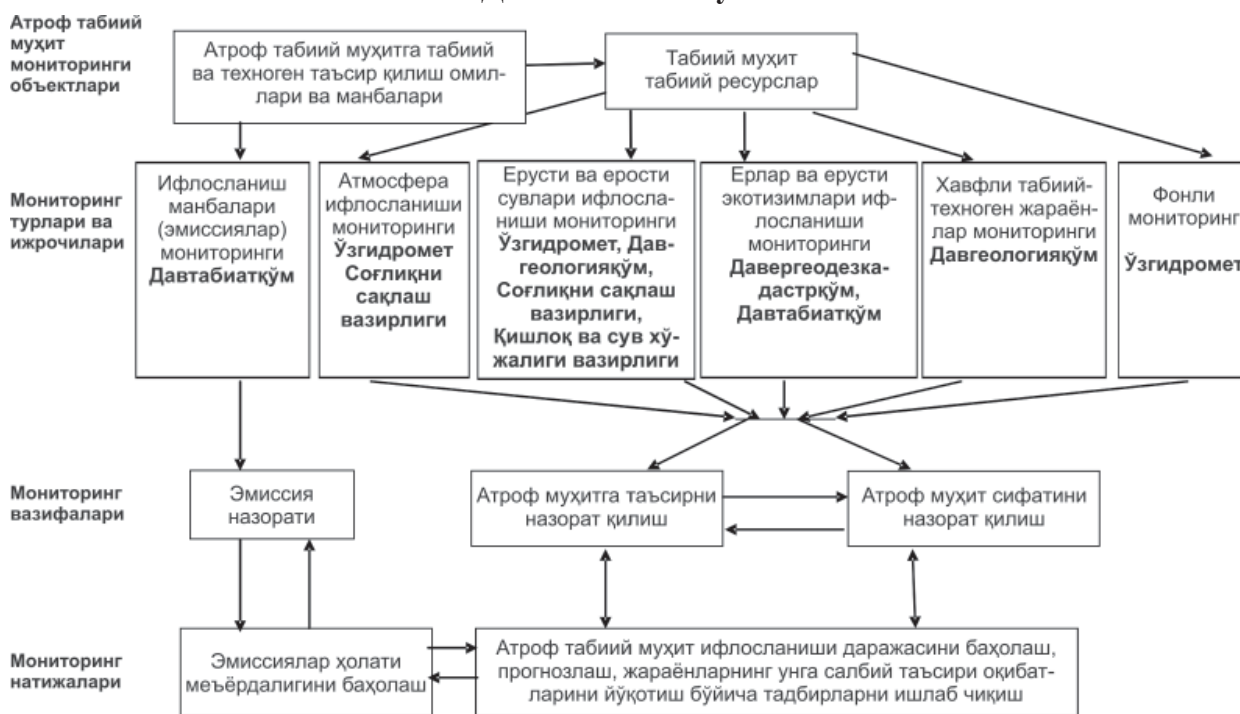 Атроф табиий
муҳит
мониторинги
объектлари
Атроф табиий муҳитга табиий
ва техноген таъсир қилиш омил-
лари ва манбалари
Табиий муҳит
табиий ресурслар
Мониторинг
турлари ва
ижрочилари
Ифлосланиш
манбалари
(эмиссиялар)
мониторинги
Давтабиатқўм
Атмосфера
ифлосланиши
мониторинги
Ўзгидромет
Соғлиқни
сақлаш
вазирлиги
Ерусти ва ерости
сувлари ифлосла-
ниши мониторинги
Ўзгидромет, Дав-
геологияқўм,
Соғлиқни сақлаш
вазирлиги,
Қишлоқ ва сув хў-
жалиги вазирлиги
Ерлар ва ерусти
экотизимлари иф-
лосланиши
мониторинги
Давергеодезка-
дастрқўм,
Давтабиатқўм
Хавфли табиий-
техноген жараён-
лар мониторинги
Давгеологияқўм
Фонли
мониторинг
Ўзгидромет
Мониторинг
вазифалари
Эмиссия
назорати
Атроф муҳитга таъсирни
назорат қилиш
Атроф муҳит сифатини
назорат қилиш
Мониторинг
натижалари
Эмиссиялар ҳолати
меъёрдалигини баҳолаш
Атроф табиий муҳит ифлосланиши даражасини баҳолаш,
прогнозлаш, жараёнларнинг унга салбий таъсири оқибат-
ларини йўқотиш бўйича тадбирларни ишлаб чиқиш